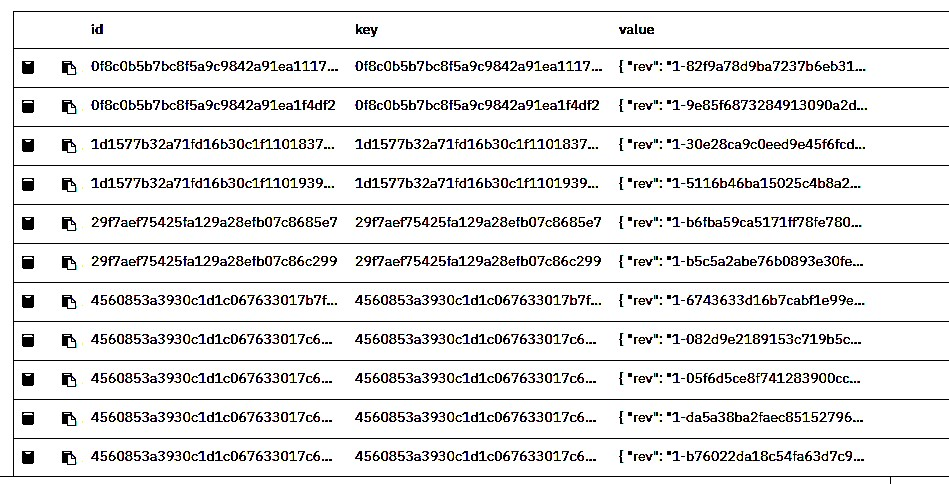 id key value
0f8c0b5b7bc8f5a9c9842a91ea1117... 0f8c0b5b7bc8f5a9c9842a91ea1117... { "rev": "1-82f9a78d9ba7237b6eb31...
0f8c0b5b7bc8f5a9c9842a91ea1f4df2 0f8c0b5b7bc8f5a9c9842a91ea1f4df2 { "rev": "1-9e85f6873284913090a2d...
1d1577b32a71fd16b30c1f1101837... 1d1577b32a71fd16b30c1f1101837... { "rev": "1-30e28ca9c0eed9e45f6fcd...
1d1577b32a71fd16b30c1f1101939... 1d1577b32a71fd16b30c1f1101939... { "rev": "1-5116b46ba15025c4b8a2...
29f7aef75425fa129a28efb07c8685e7 29f7aef75425fa129a28efb07c8685e7 { "rev": "1-b6fba59ca5171ff78fe780...
29f7aef75425fa129a28efb07c86c299 29f7aef75425fa129a28efb07c86c299 { "rev": "1-b5c5a2abe76b0893e30fe...
4560853a3930c1d1c067633017b7f... 4560853a3930c1d1c067633017b7f... { "rev": "1-6743633d16b7cabf1e99e...
4560853a3930c1d1c067633017c6... 4560853a3930c1d1c067633017c6... { "rev": "1-082d9e2189153c719b5c...
4560853a3930c1d1c067633017c6... 4560853a3930c1d1c067633017c6... { "rev": "1-05f6d5ce8f741283900cc...
4560853a3930c1d1c067633017c6... 4560853a3930c1d1c067633017c6... { "rev": "1-da5a38ba2faec85152796...
4560853a3930c1d1c067633017c6... 4560853a3930c1d1c067633017c6... { "rev": "1-b76022da18c54fa63d7c9...